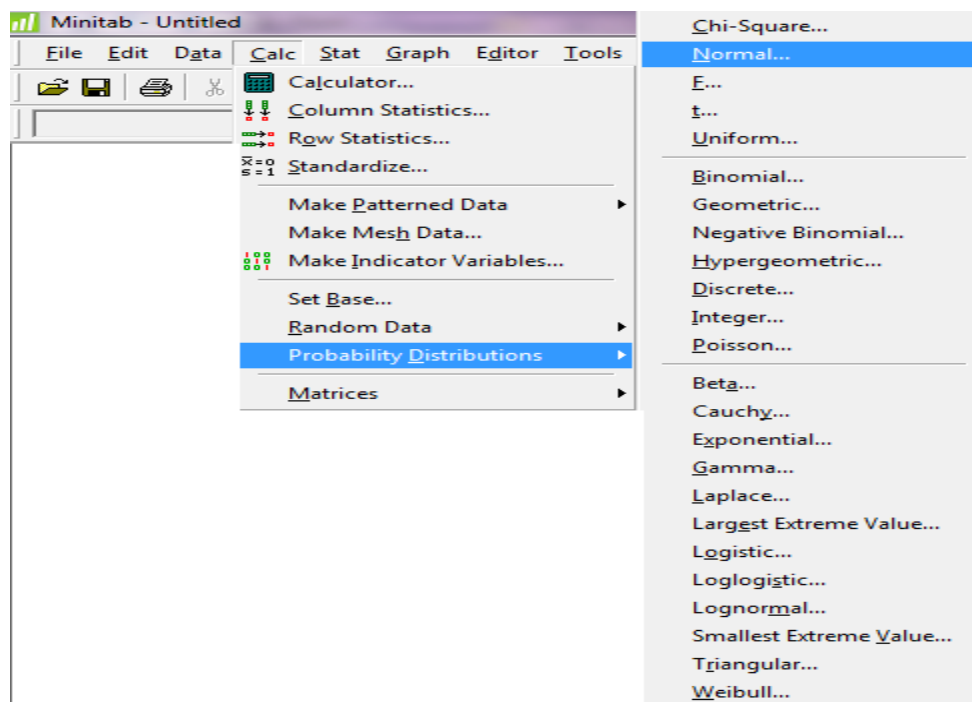 Minitab - Untitled
File Edit Data Calc Stat Graph Editor Tools
Calculator...
Column Statistics...
Row Statistics...
x=0
s=1
Standardize...
Make Patterned Data
Make Mesh Data...
Make Indicator Variables...
Set Base...
Random Data
Probability Distributions
Matrices
Chi-Square...
Normal...
F...
t...
Uniform...
Binomial...
Geometric...
Negative Binomial...
Hypergeometric...
Discrete...
Integer...
Poisson...
Beta...
Cauchy...
Exponential...
Gamma...
Laplace...
Largest Extreme Value...
Logistic...
Loglogistic...
Lognormal...
Smallest Extreme Value...
Triangular...
Weibull...